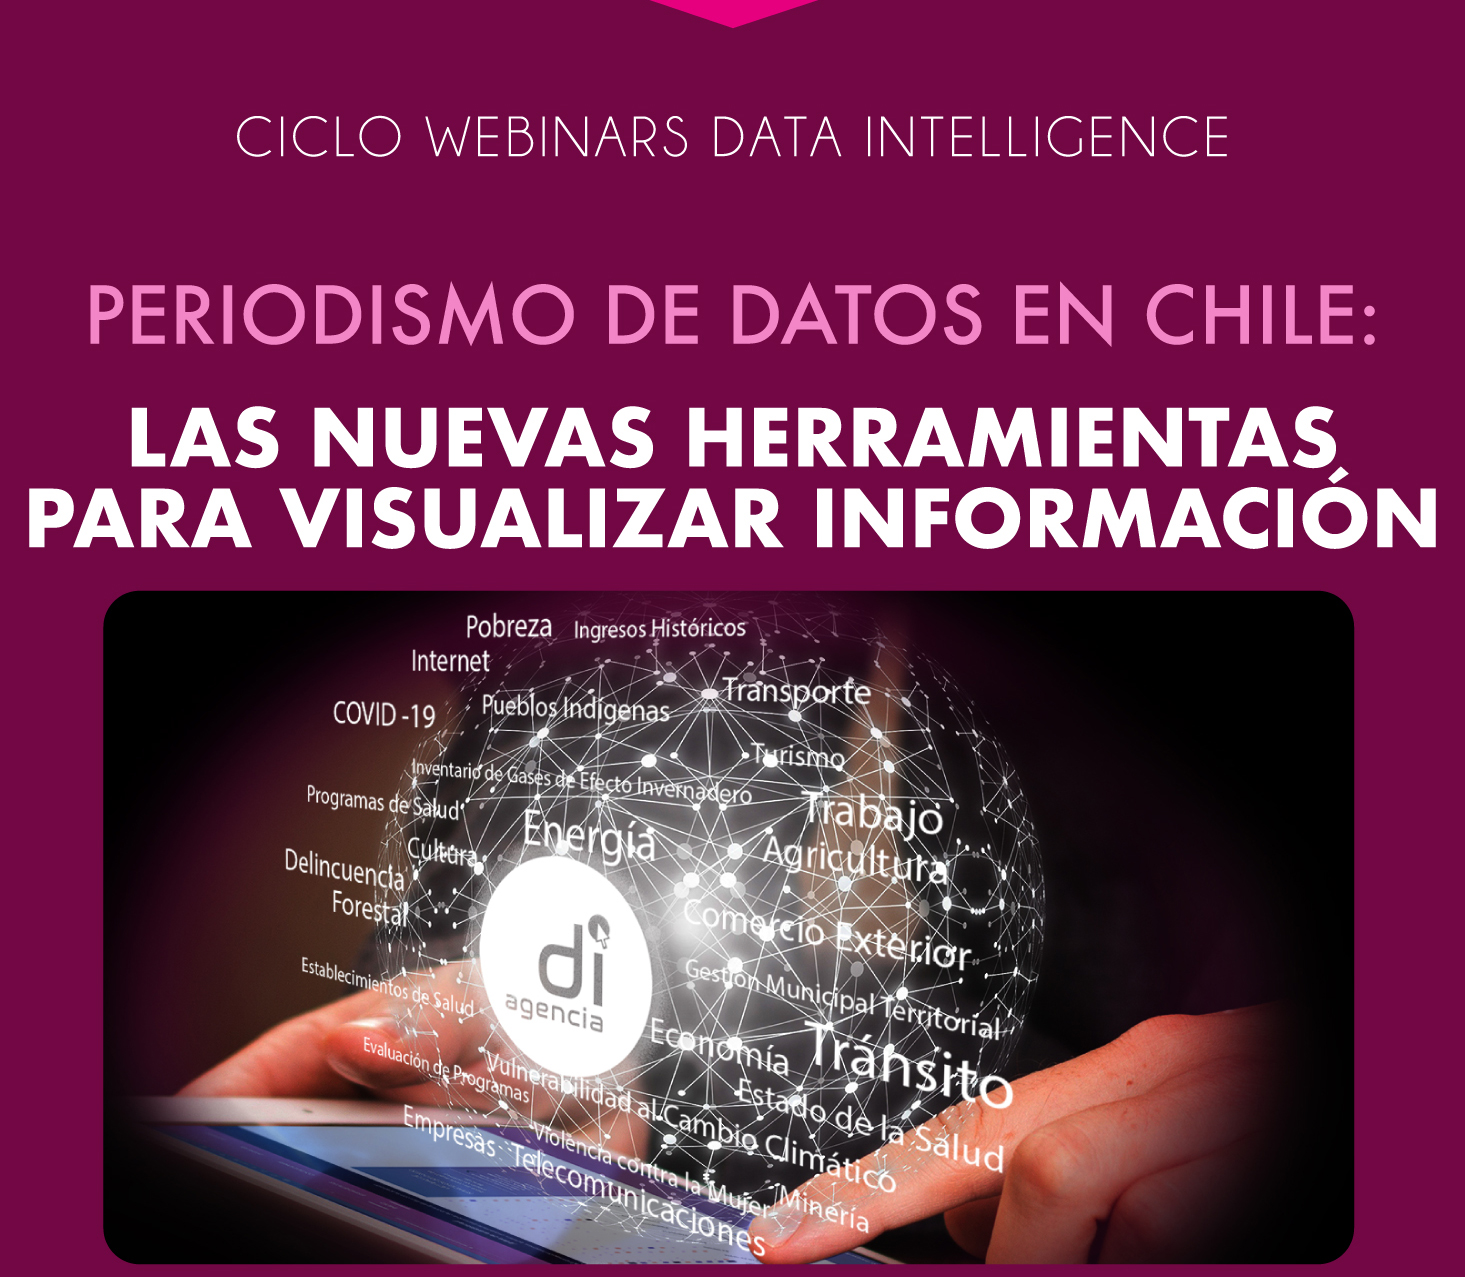 CICLO WEBINARS DATA INTELLIGENCE
PERIODISMO DE DATOS EN CHILE:
LAS NUEVAS HERRAMIENTAS
PARA VISUALIZAR INFORMACIÓN
Pobreza
Ingresos Históricos
Internet
Transporte
COVID -19
Pueblos Indígenas
Turismo
Inventario de Gases de Efecto Invernadero
Programas de Salud
Trabajo
Energía
Cultura
Agricultura
Delincuencia
Forestal
Comercio Exterior
di
agencia
Establecimientos de Salud
Gestión Municipal Territorial
Economía
Tránsito
Evaluación de Programas
Vulnerabilidad al Cambio Climático
Estado de la Salud
Empresas
Violencia contra la Mujer
Telecomunicaciones
Minería